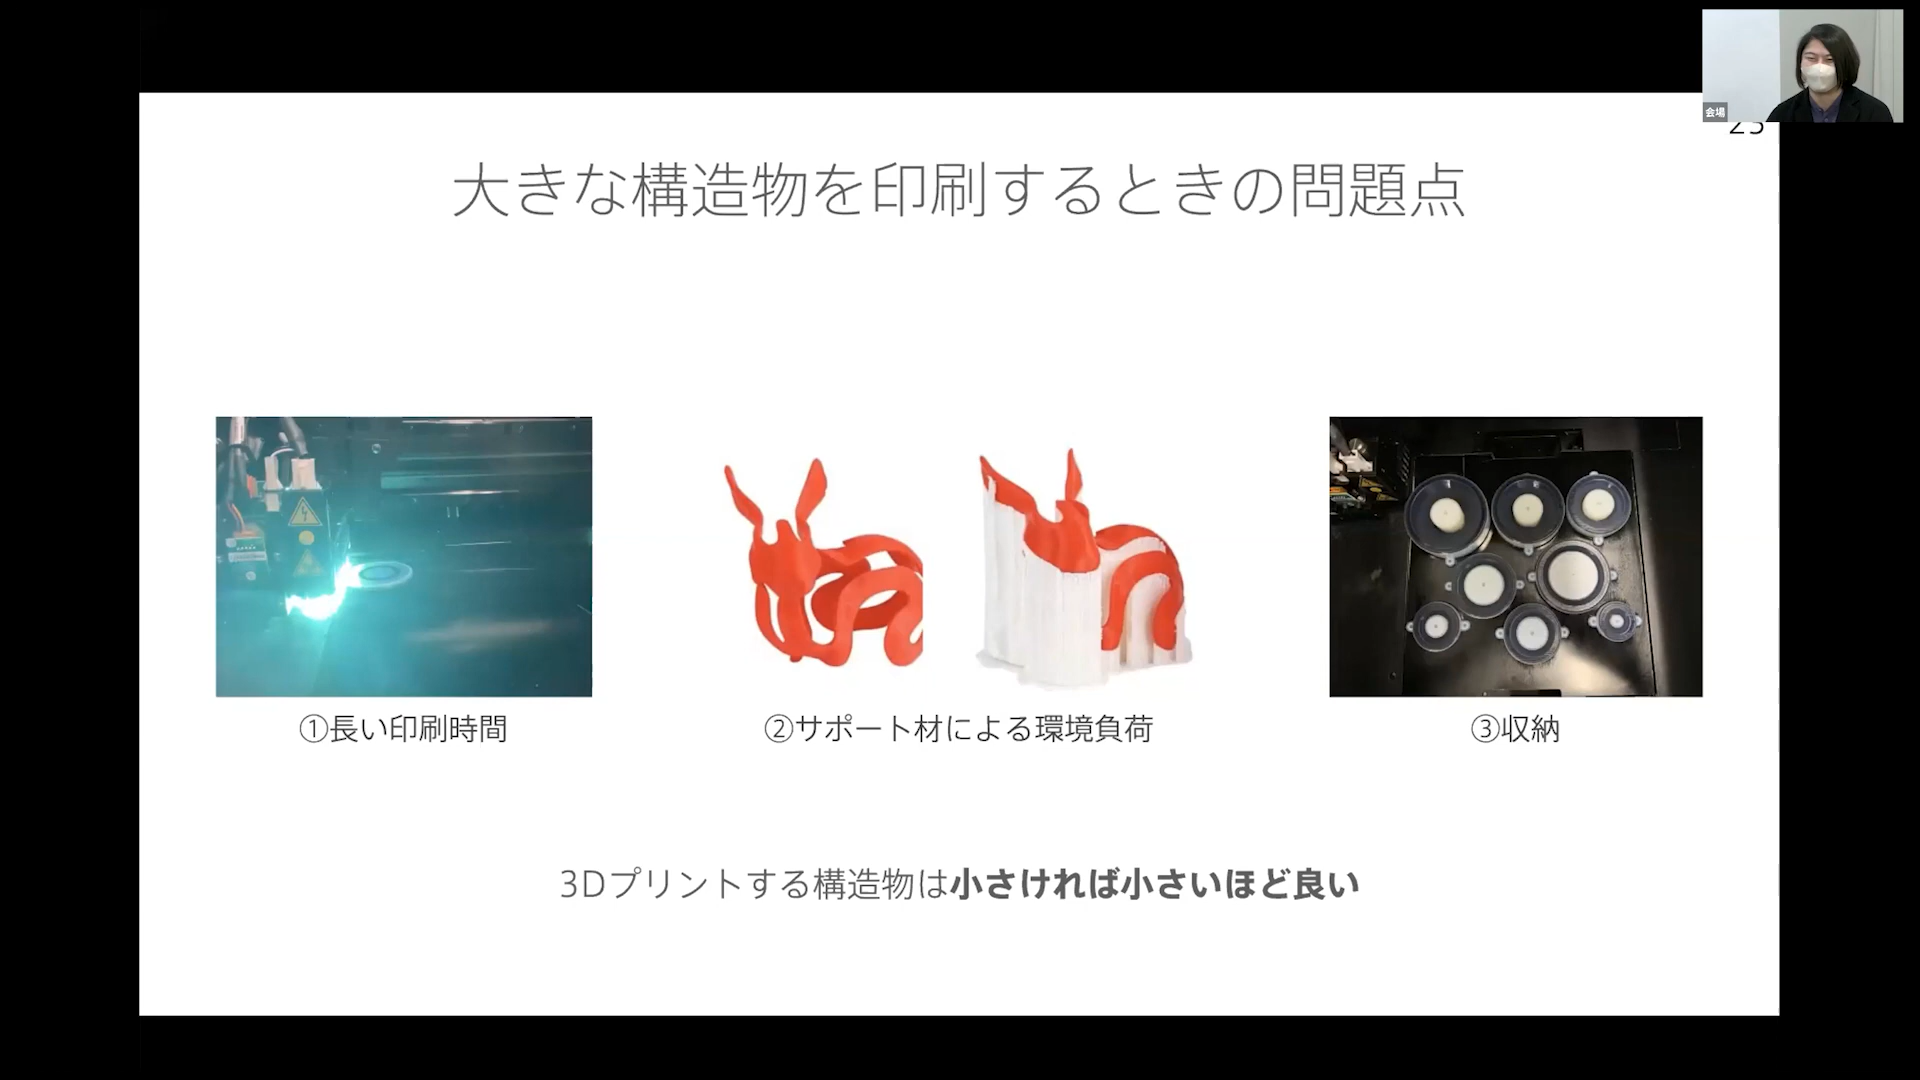 会場
大きな構造物を印刷するときの問題点
①長い印刷時間
②サポート材による環境負荷
③収納
3Dプリントする構造物は小さければ小さいほど良い